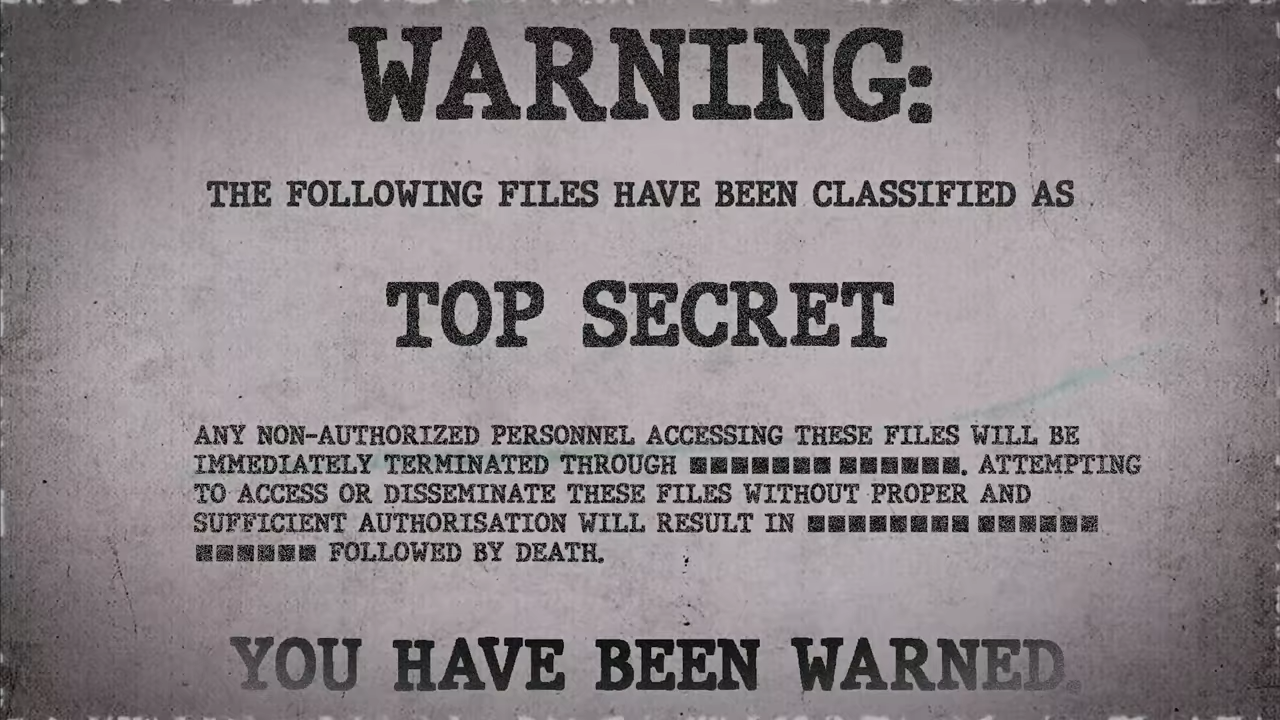 WARNING:
THE FOLLOWING FILES HAVE BEEN CLASSIFIED AS
TOP SECRET
ANY NON-AUTHORIZED PERSONNEL ACCESSING THESE FILES WILL BE
IMMEDIATELY TERMINATED THROUGH ■■■■■■■ ■■■■■■. ATTEMPTING
TO ACCESS OR DISSEMINATE THESE FILES WITHOUT PROPER AND
SUFFICIENT AUTHORISATION WILL RESULT IN ■■■■■■■■ ■■■■■■
■■■■■■ FOLLOWED BY DEATH.
YOU HAVE BEEN WARNED.